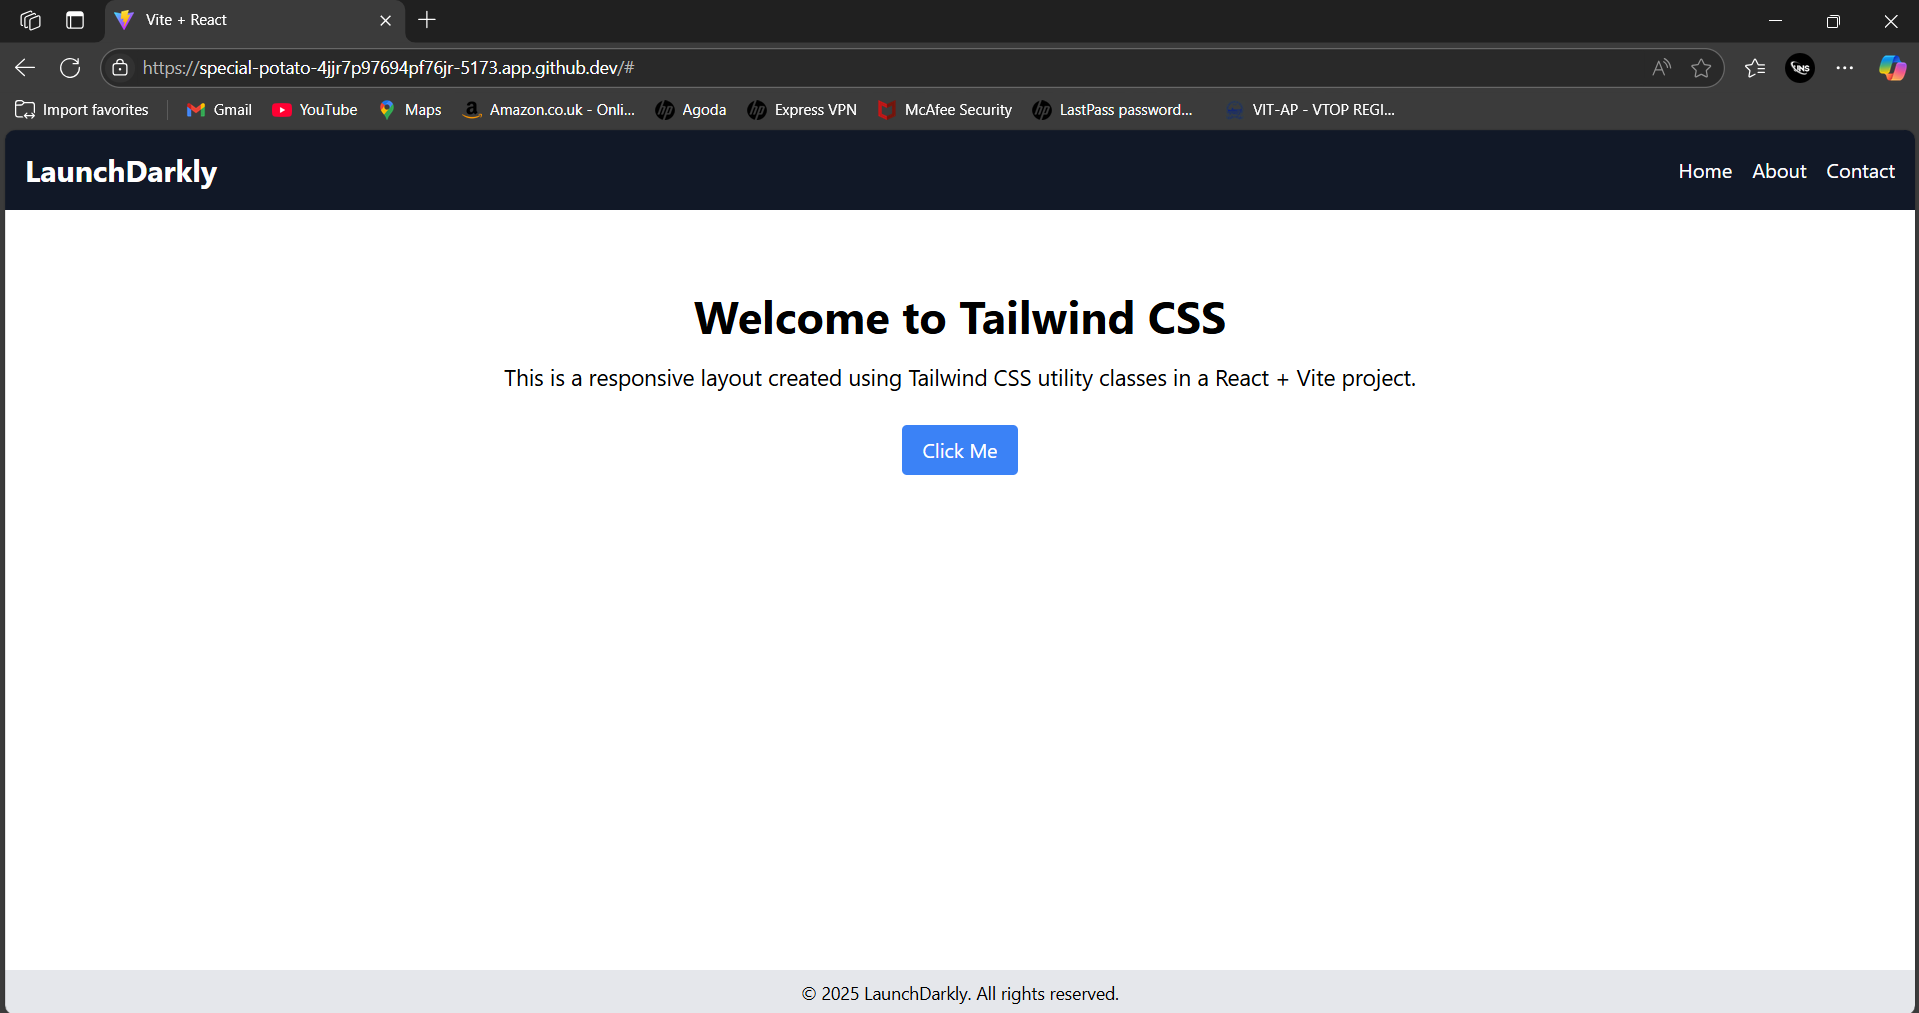 Vite + React
https://special-potato-4jjr7p97694pf76jr-5173.app.github.dev/#
Import favorites Gmail YouTube Maps Amazon.co.uk - Onli... Agoda Express VPN McAfee Security LastPass password... VIT-AP - VTOP REGI...
LaunchDarkly Home About Contact
Welcome to Tailwind CSS
This is a responsive layout created using Tailwind CSS utility classes in a React + Vite project.
Click Me
© 2025 LaunchDarkly. All rights reserved.